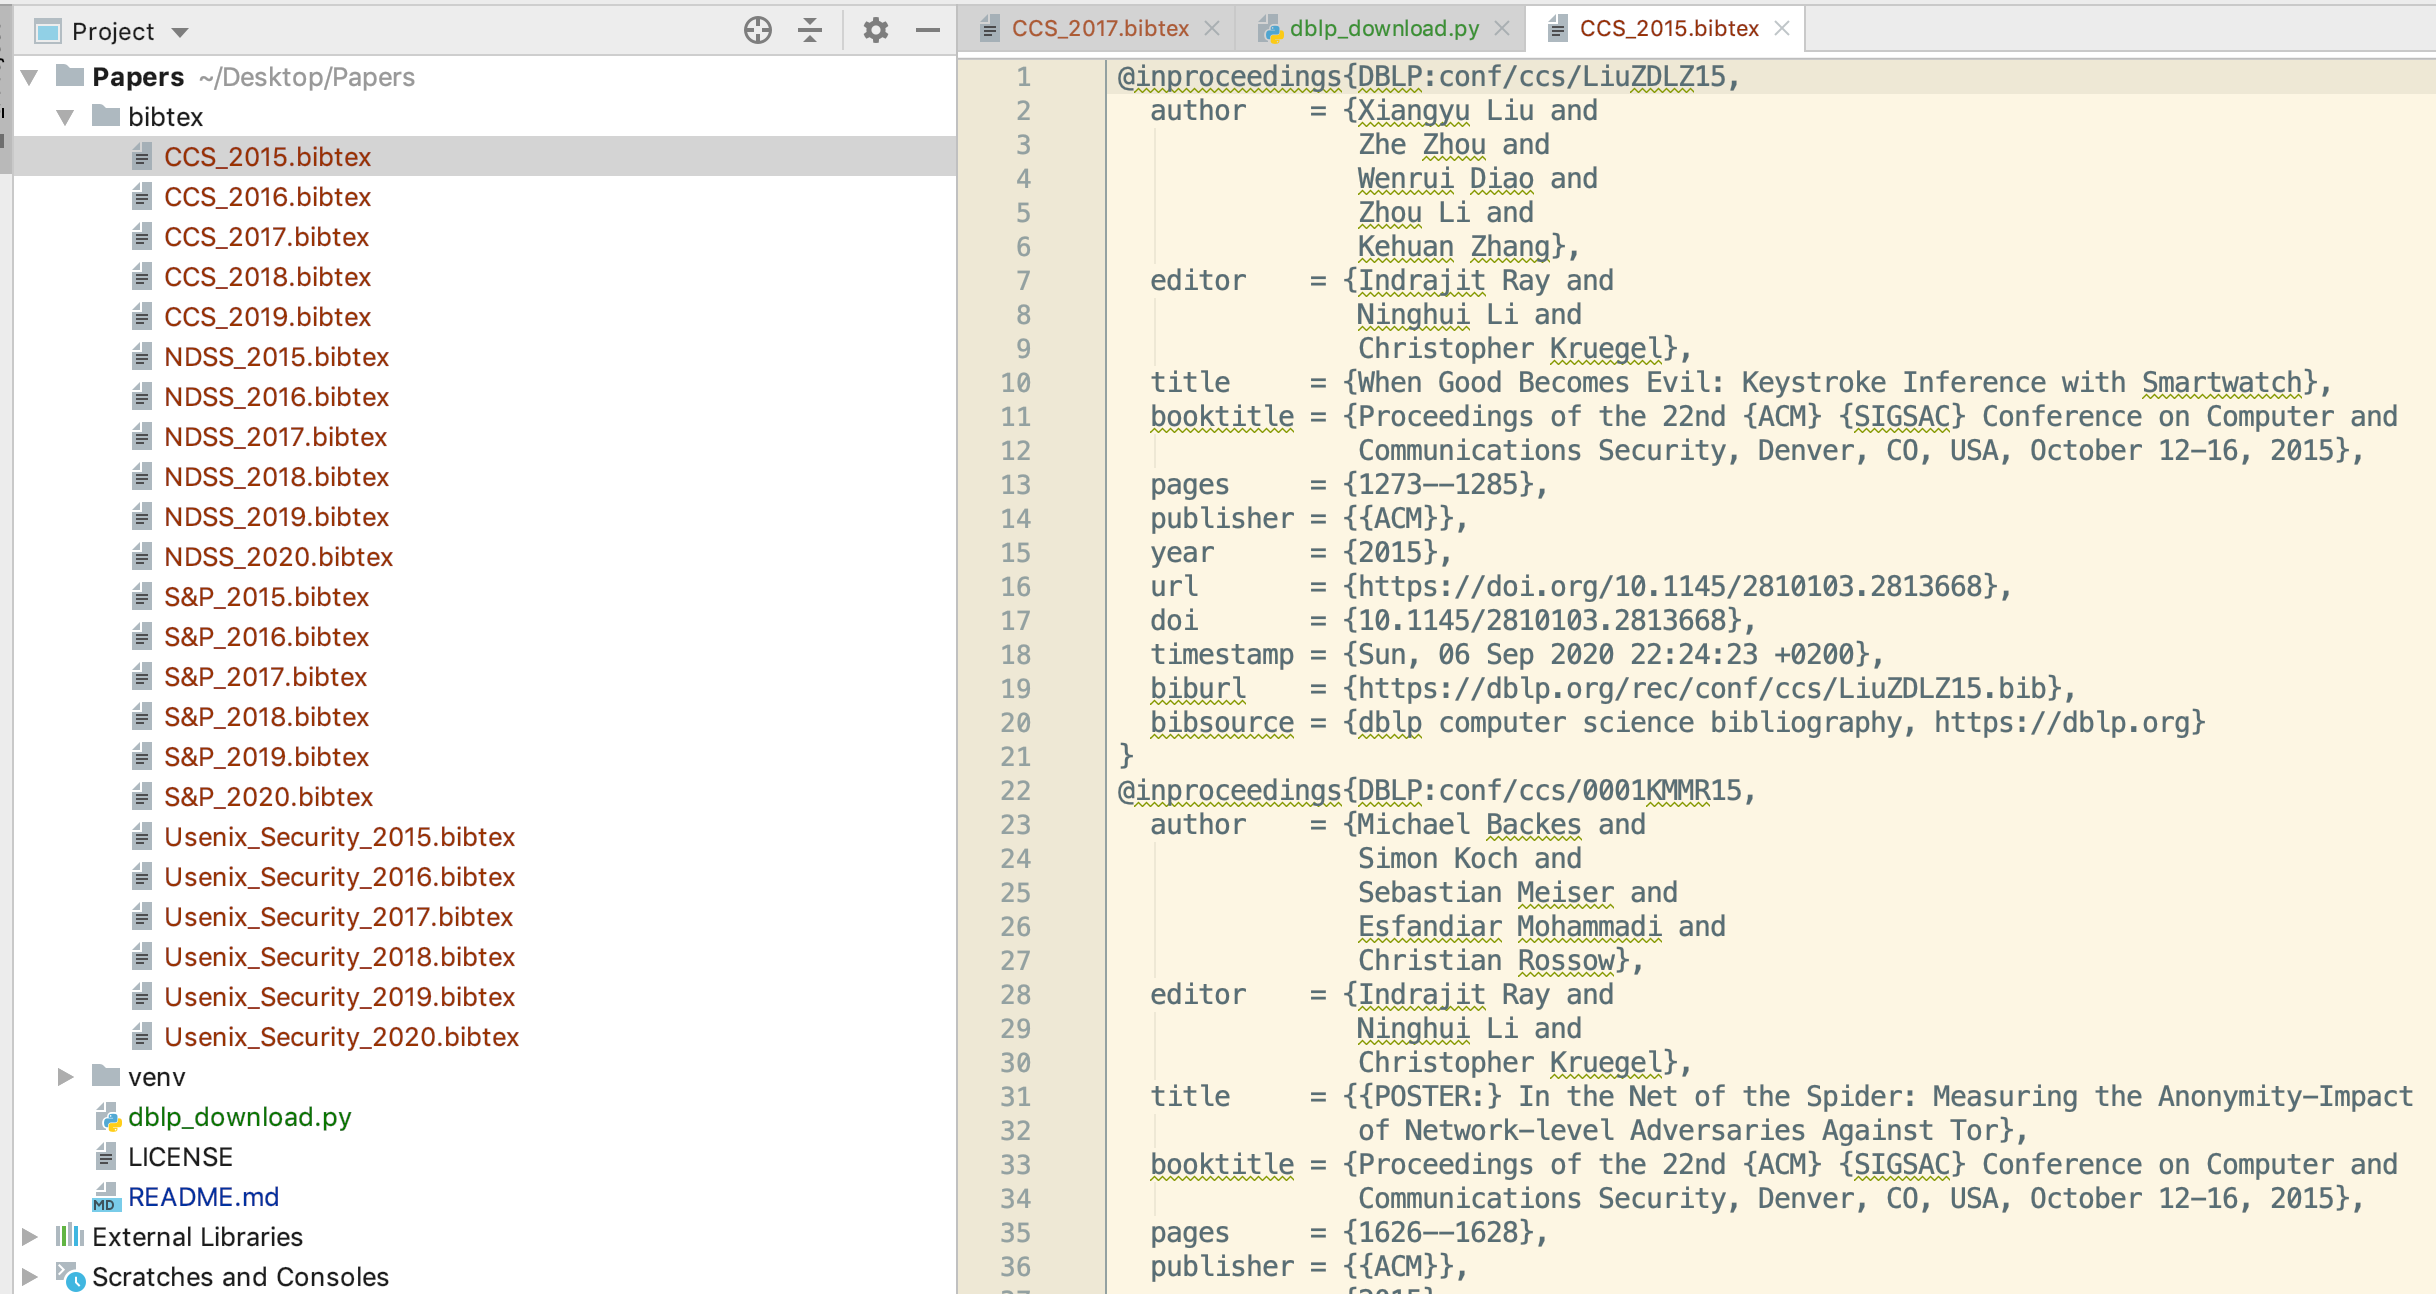 Project
Papers ~/Desktop/Papers
bibtex
CCS_2015.bibtex
CCS_2016.bibtex
CCS_2017.bibtex
CCS_2018.bibtex
CCS_2019.bibtex
NDSS_2015.bibtex
NDSS_2016.bibtex
NDSS_2017.bibtex
NDSS_2018.bibtex
NDSS_2019.bibtex
NDSS_2020.bibtex
S&P_2015.bibtex
S&P_2016.bibtex
S&P_2017.bibtex
S&P_2018.bibtex
S&P_2019.bibtex
S&P_2020.bibtex
Usenix_Security_2015.bibtex
Usenix_Security_2016.bibtex
Usenix_Security_2017.bibtex
Usenix_Security_2018.bibtex
Usenix_Security_2019.bibtex
Usenix_Security_2020.bibtex
venv
dblp_download.py
LICENSE
MD README.md
External Libraries
Scratches and Consoles
CCS_2017.bibtex dblp_download.py CCS_2015.bibtex
1 @inproceedings{DBLP:conf/ccs/LiuZDLZ15,
2 author = {Xiangyu Liu and
3 Zhe Zhou and
4 Wenrui Diao and
5 Zhou Li and
6 Kehuan Zhang},
7 editor = {Indrajit Ray and
8 Ninghui Li and
9 Christopher Kruegel},
10 title = {When Good Becomes Evil: Keystroke Inference with Smartwatch},
11 booktitle = {Proceedings of the 22nd {ACM} {SIGSAC} Conference on Computer and
12 Communications Security, Denver, CO, USA, October 12-16, 2015},
13 pages = {1273--1285},
14 publisher = {{ACM}},
15 year = {2015},
16 url = {https://doi.org/10.1145/2810103.2813668},
17 doi = {10.1145/2810103.2813668},
18 timestamp = {Sun, 06 Sep 2020 22:24:23 +0200},
19 biburl = {https://dblp.org/rec/conf/ccs/LiuZDLZ15.bib},
20 bibsource = {dblp computer science bibliography, https://dblp.org}
21 }
22 @inproceedings{DBLP:conf/ccs/0001KMMR15,
23 author = {Michael Backes and
24 Simon Koch and
25 Sebastian Meiser and
26 Esfandiar Mohammadi and
27 Christian Rossow},
28 editor = {Indrajit Ray and
29 Ninghui Li and
30 Christopher Kruegel},
31 title = {{POSTER:} In the Net of the Spider: Measuring the Anonymity-Impact
32 of Network-level Adversaries Against Tor},
33 booktitle = {Proceedings of the 22nd {ACM} {SIGSAC} Conference on Computer and
34 Communications Security, Denver, CO, USA, October 12-16, 2015},
35 pages = {1626--1628},
36 publisher = {{ACM}},